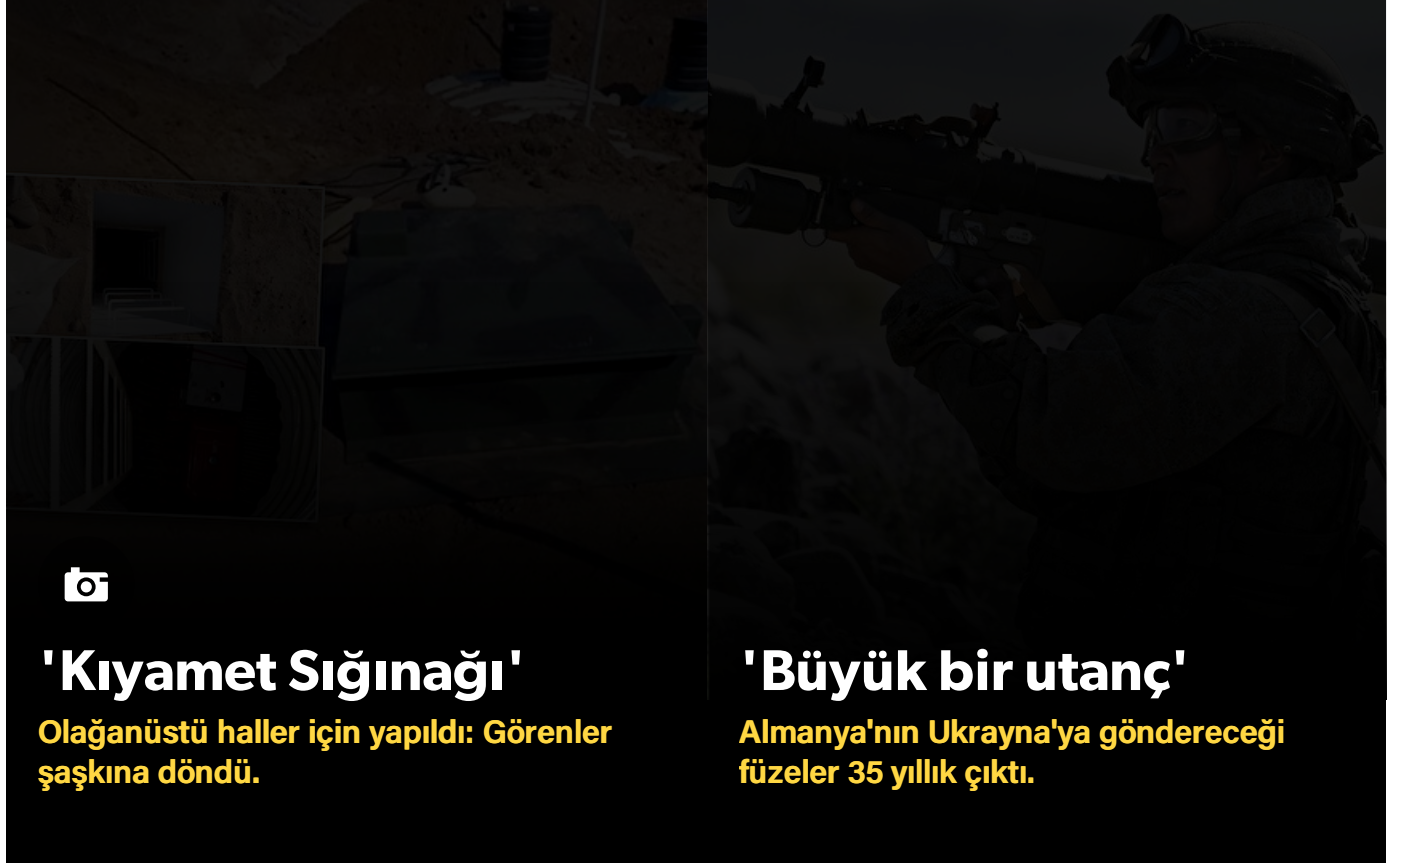 'Kıyamet Sığınağı'
Olağanüstü haller için yapıldı: Görenler
şaşkına döndü.
'Büyük bir utanç'
Almanya'nın Ukrayna'ya göndereceği
füzeler 35 yıllık çıktı.